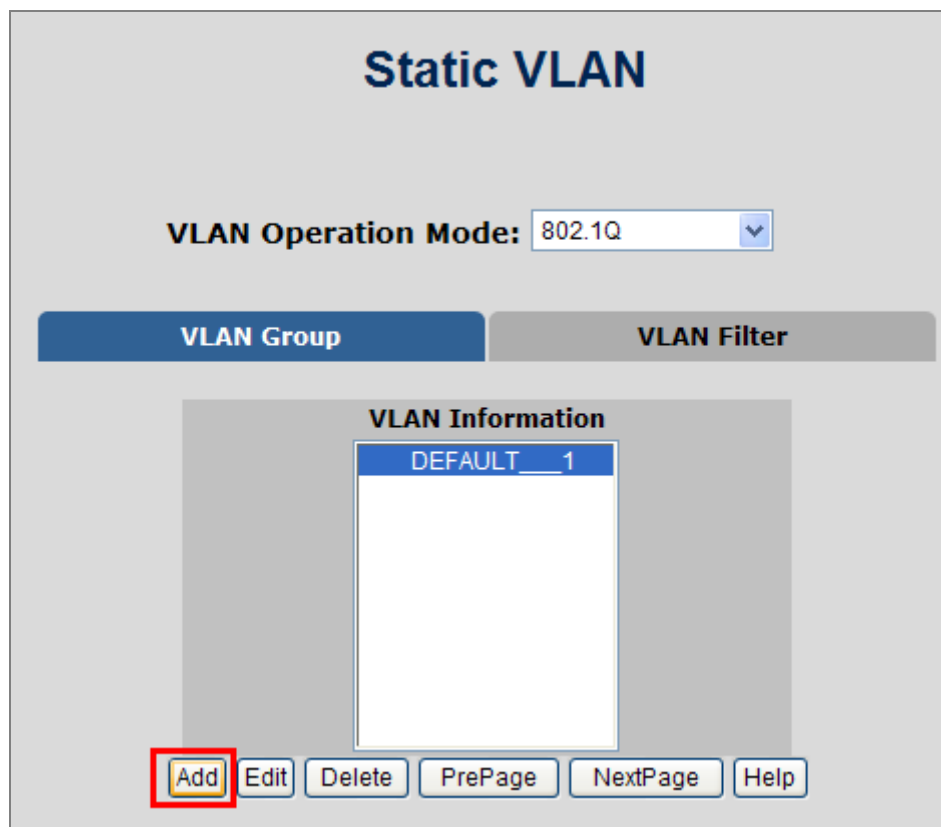 Static VLAN
VLAN Operation Mode: 802.1Q
VLAN Group VLAN Filter
VLAN Information
DEFAULT___1
Add Edit Delete PrePage NextPage Help